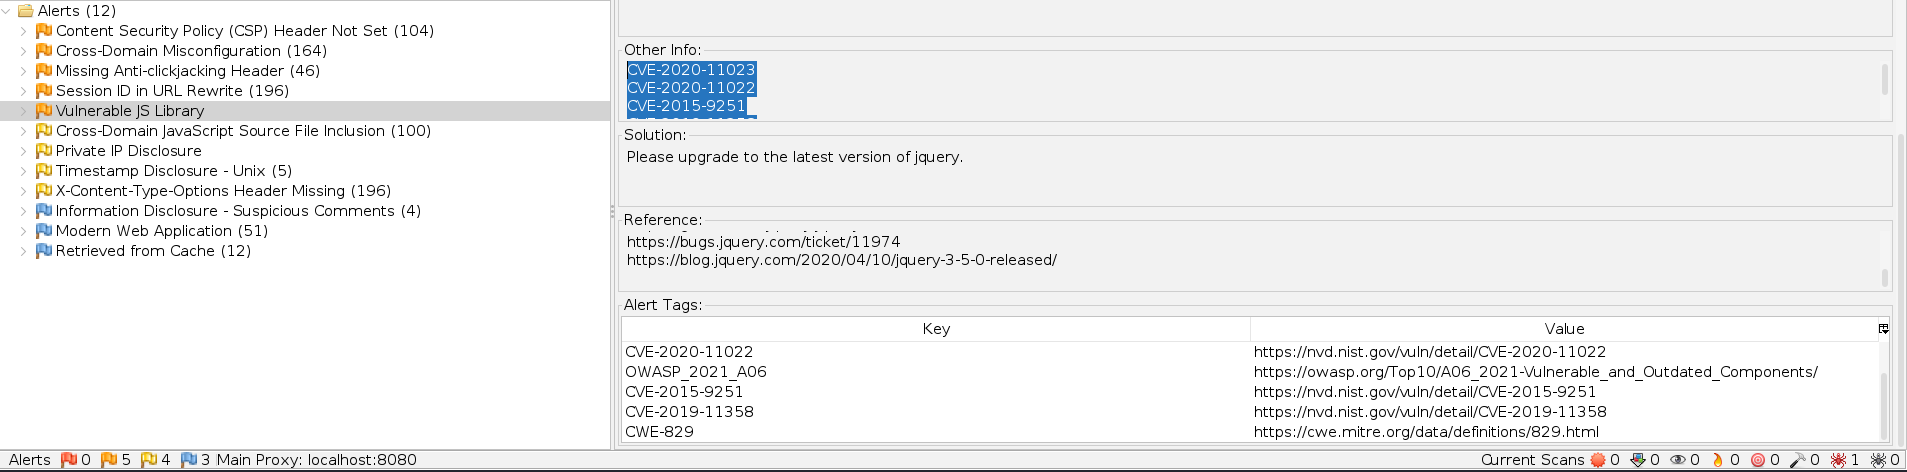 Alerts (12)
Content Security Policy (CSP) Header Not Set (104)
Cross-Domain Misconfiguration (164)
Missing Anti-clickjacking Header (46)
Session ID in URL Rewrite (196)
Vulnerable JS Library
Cross-Domain JavaScript Source File Inclusion (100)
Private IP Disclosure
Timestamp Disclosure - Unix (5)
X-Content-Type-Options Header Missing (196)
Information Disclosure - Suspicious Comments (4)
Modern Web Application (51)
Retrieved from Cache (12)
Other Info:
CVE-2020-11023
CVE-2020-11022
CVE-2015-9251
Solution:
Please upgrade to the latest version of jquery.
Reference:
https://bugs.jquery.com/ticket/11974
https://blog.jquery.com/2020/04/10/jquery-3-5-0-released/
Alert Tags:
Key Value
CVE-2020-11022 https://nvd.nist.gov/vuln/detail/CVE-2020-11022
OWASP_2021_A06 https://owasp.org/Top10/A06_2021-Vulnerable_and_Outdated_Components/
CVE-2015-9251 https://nvd.nist.gov/vuln/detail/CVE-2015-9251
CVE-2019-11358 https://nvd.nist.gov/vuln/detail/CVE-2019-11358
CWE-829 https://cwe.mitre.org/data/definitions/829.html
Alerts 0 5 4 3 Main Proxy: localhost:8080 Current Scans 0 0 0 0 0 0 1 0